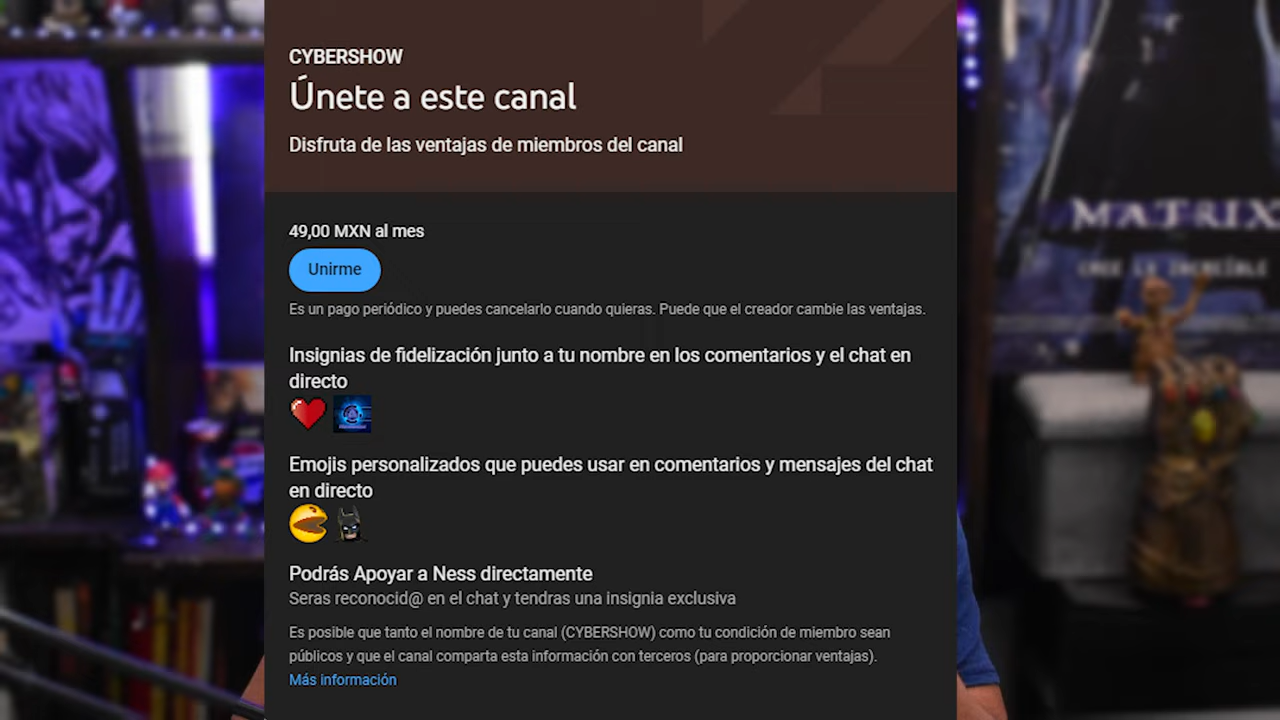 CYBERSHOW
Únete a este canal
Disfruta de las ventajas de miembros del canal
49,00 MXN al mes
Unirme
Es un pago periódico y puedes cancelarlo cuando quieras. Puede que el creador cambie las ventajas.
Insignias de fidelización junto a tu nombre en los comentarios y el chat en
directo
Emojis personalizados que puedes usar en comentarios y mensajes del chat
en directo
Podrás Apoyar a Ness directamente
Seras reconocid@ en el chat y tendras una insignia exclusiva
Es posible que tanto el nombre de tu canal (CYBERSHOW) como tu condición de miembro sean
públicos y que el canal comparta esta información con terceros (para proporcionar ventajas).
Más información
MATRIX
CREE LO INCREÍBLE